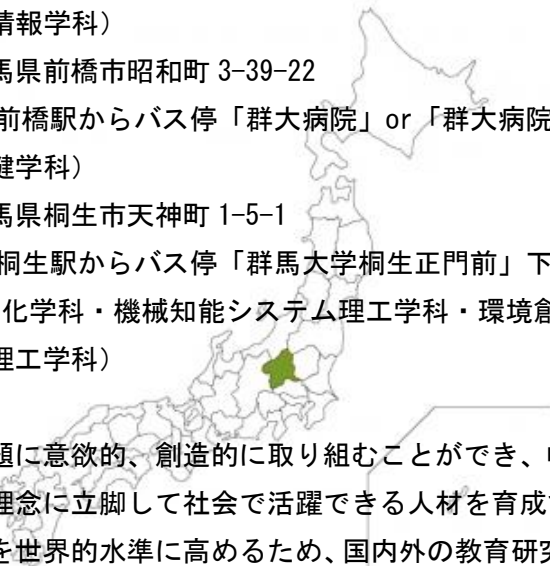 情報学科）
馬県前橋市昭和町 3-39-22
前橋駅からバス停「群大病院」or「群大病院
健学科）
馬県桐生市天神町 1-5-1
桐生駅からバス停「群馬大学桐生正門前」下
化学科・機械知能システム理工学科・環境創
理工学科）
題に意欲的、創造的に取り組むことができ、
理念に立脚して社会で活躍できる人材を育成
を世界的水準に高めるため、国内外の教育研究